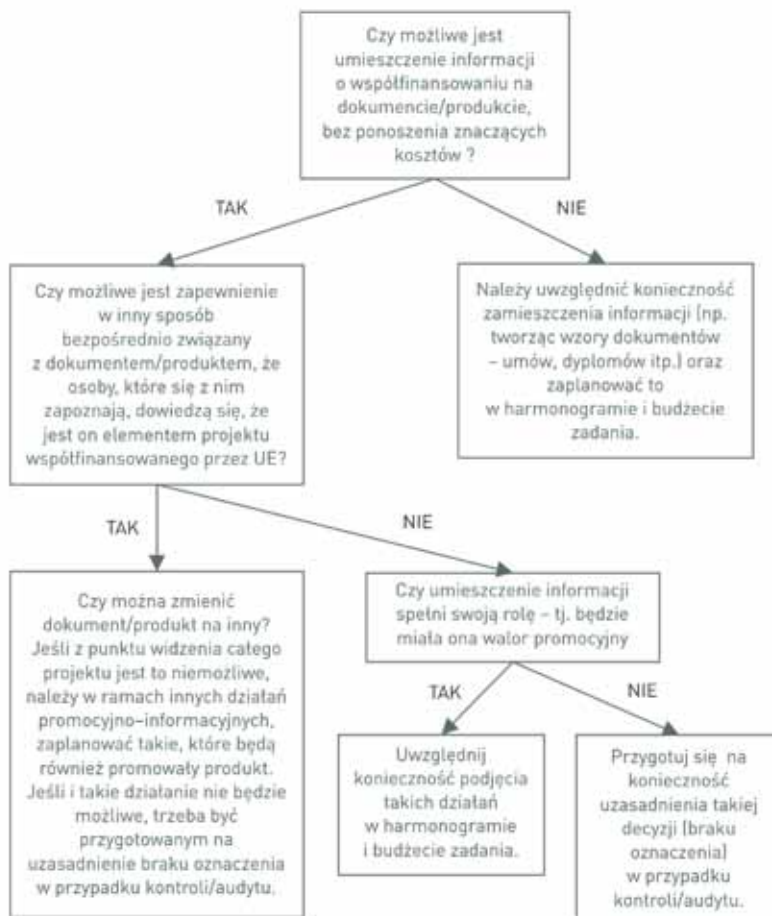 Czy możliwe jest
umieszczenie informacji
o współfinansowaniu na
dokumencie/produkcie,
bez ponoszenia znaczących
kosztów ?
TAK
NIE
Czy możliwe jest zapewnienie
w inny sposób
bezpośrednio związany
z dokumentem/produktem, że
osoby, które się z nim
zapoznają, dowiedzą się, że
jest on elementem projektu
współfinansowanego przez UE?
Należy uwzględnić konieczność
zamieszczenia informacji (np.
tworząc wzory dokumentów
– umów, dyplomów itp.) oraz
zaplanować to
w harmonogramie i budżecie
zadania.
TAK
NIE
Czy można zmienić
dokument/produkt na inny?
Jeśli z punktu widzenia całego
projektu jest to niemożliwe,
należy w ramach innych działań
promocyjno–informacyjnych,
zaplanować takie, które będą
również promowały produkt.
Jeśli i takie działanie nie będzie
możliwe, trzeba być
przygotowanym na
uzasadnienie braku oznaczenia
w przypadku kontroli/audytu.
Czy umieszczenie informacji
spełni swoją rolę – tj. będzie
miała ona walor promocyjny
TAK
NIE
Uwzględnij
konieczność podjęcia
takich działań
w harmonogramie
i budżecie zadania.
Przygotuj się na
konieczność
uzasadnienia takiej
decyzji (braku
oznaczenia)
w przypadku
kontroli/audytu.